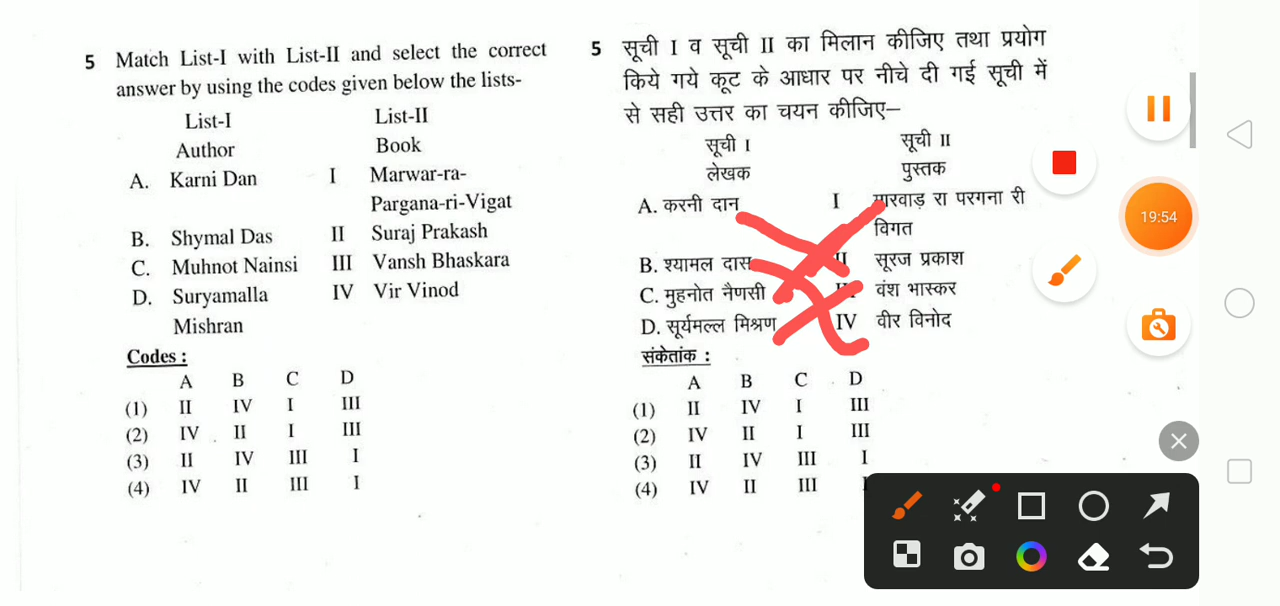 5 Match List-I with List-II and select the correct
answer by using the codes given below the lists-
List-I List-II
Author Book
A. Karni Dan I Marwar-ra-
Pargana-ri-Vigat
B. Shymal Das II Suraj Prakash
C. Muhnot Nainsi III Vansh Bhaskara
D. Suryamalla IV Vir Vinod
Mishran
Codes :
A B C D
(1) II IV I III
(2) IV II I III
(3) II IV III I
(4) IV II III I
5 सूची I व सूची II का मिलान कीजिए तथा प्रयोग
किये गये कूट के आधार पर नीचे दी गई सूची में
से सही उत्तर का चयन कीजिए–
सूची I सूची II
लेखक पुस्तक
A. करनी दान I मारवाड़ रा परगना री
विगत
B. श्यामल दास II सूरज प्रकाश
C. मुहनोत नैणसी III वंश भास्कर
D. सूर्यमल्ल मिश्रण IV वीर विनोद
संकेतांक :
A B C D
(1) II IV I III
(2) IV II I III
(3) II IV III I
(4) IV II III I
19:54